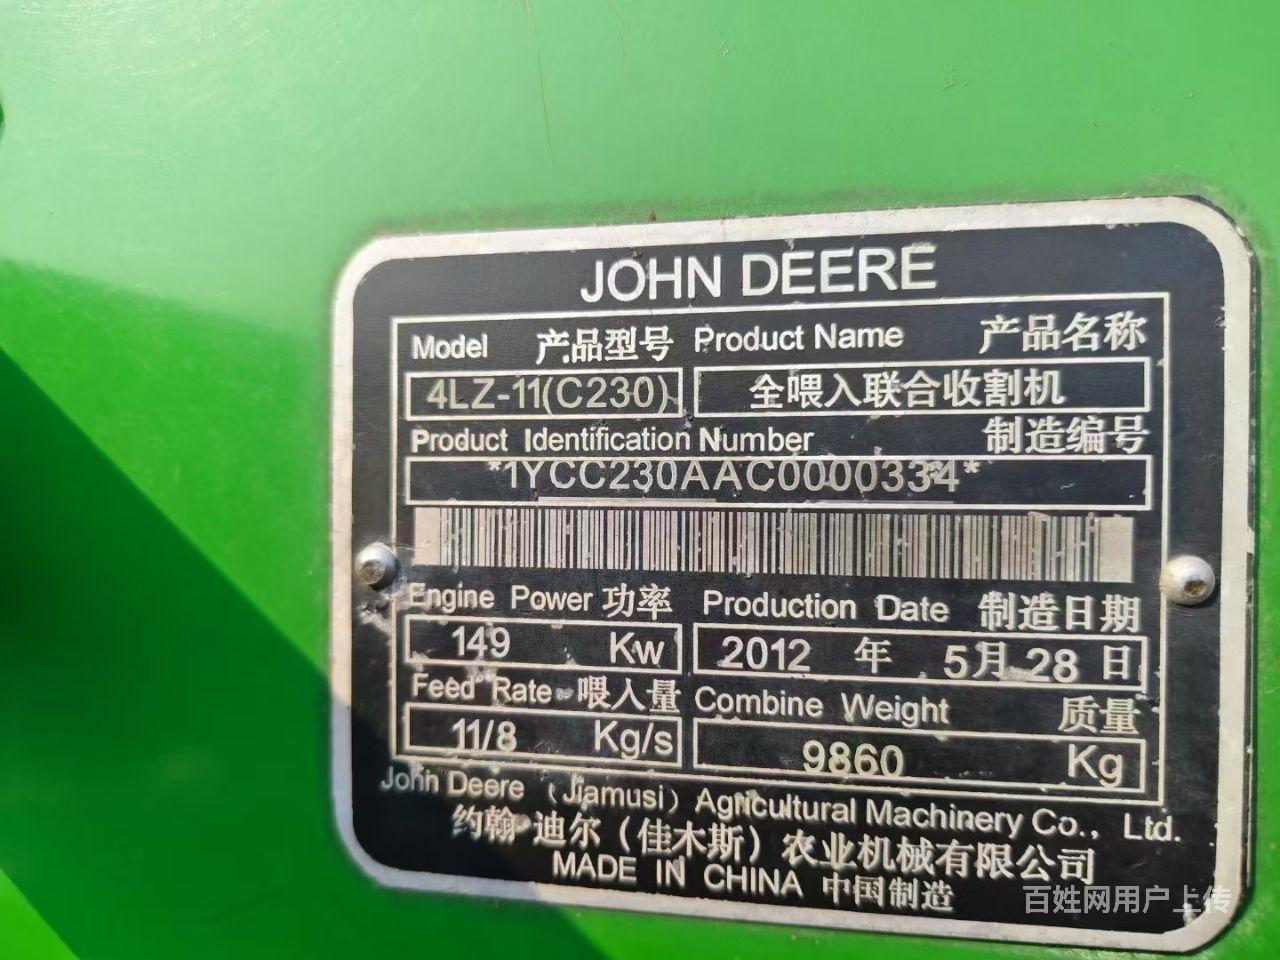 JOHN DEERE
Model 产品型号 Product Name 产品名称
4LZ-11(C230) 全喂入联合收割机
Product Identification Number 制造编号
*1YCC230AAC0000334*
Engine Power 功率 Production Date 制造日期
149 Kw 2012 年 5月 28 日
Feed Rate 喂入量 Combine Weight 质量
11/8 Kg/s 9860 Kg
John Deere （Jiamusi）Agricultural Machinery Co., Ltd.
约翰·迪尔（佳木斯）农业机械有限公司
MADE IN CHINA 中国制造
百姓网用户上传